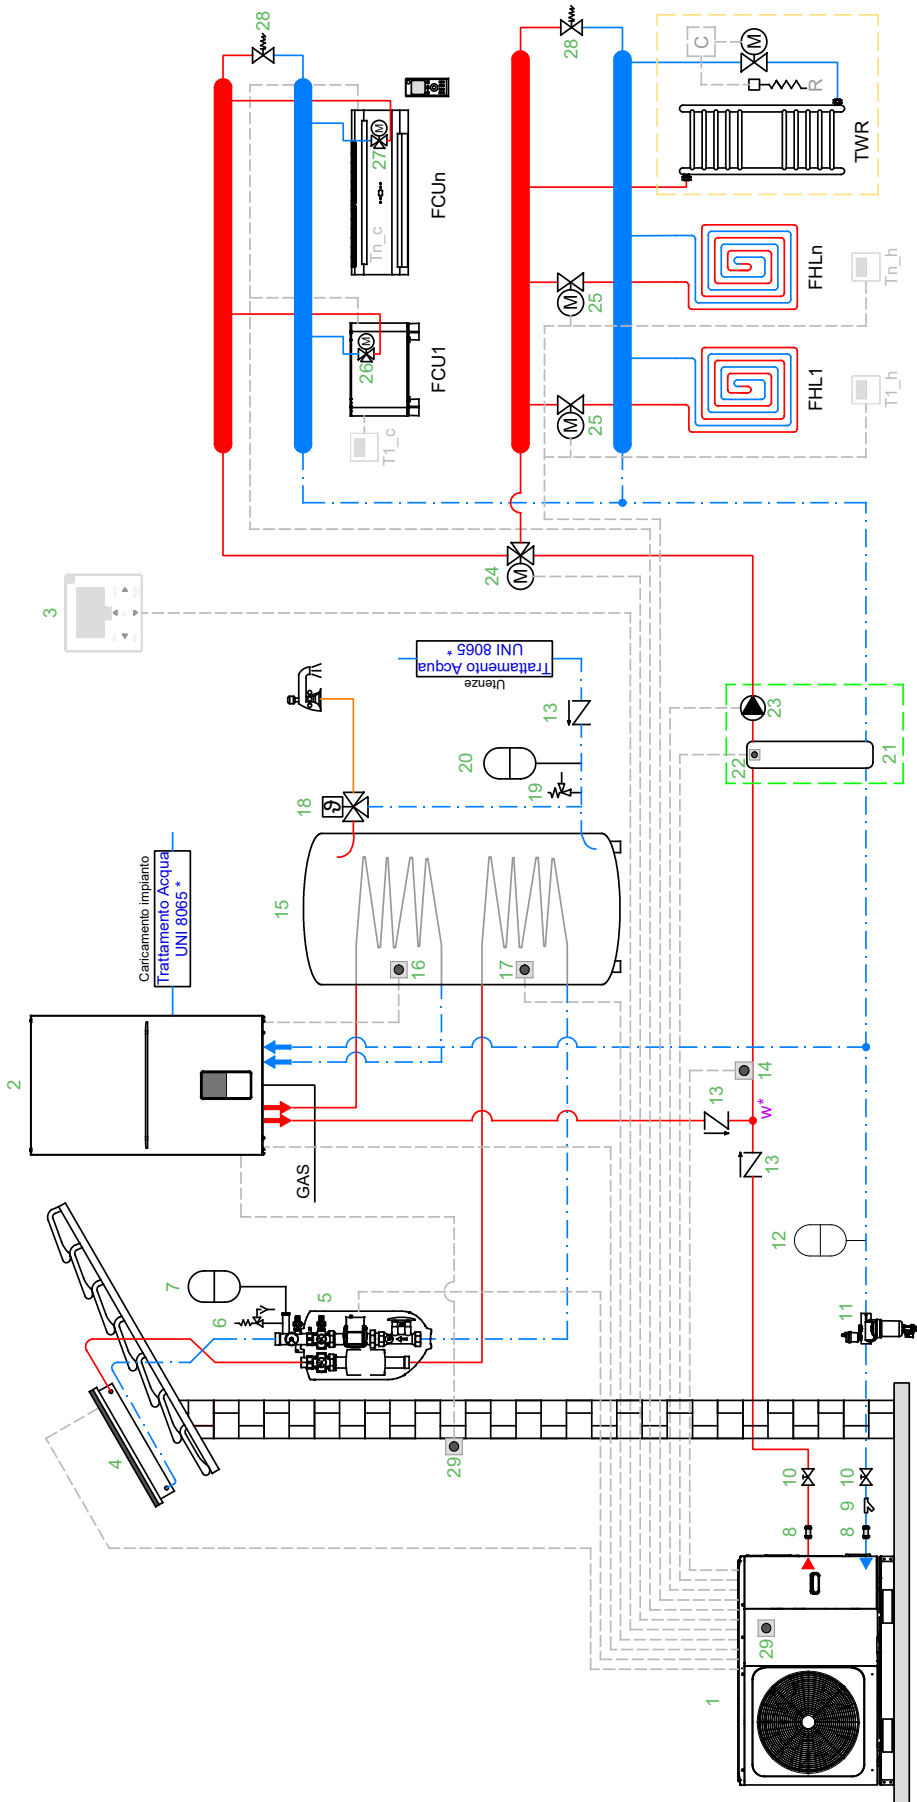 2
3
4
7
6
5
Caricamento impianto
Trattamento Acqua
UNI 8065 *
28
GAS
15
18
16
17
29
Utenze
Trattamento Acqua
UNI 8065 *
20
19
13
24
T1_c
26
FCU1
Tn_c
27
FCUn
28
25
25
C
M
R
TWR
1
29
8
10
8
9
10
11
12
13
13
w*
14
22
23
21
FHL1
T1_h
FHLn
Tn_h
M
M
M
M
M
ϑ